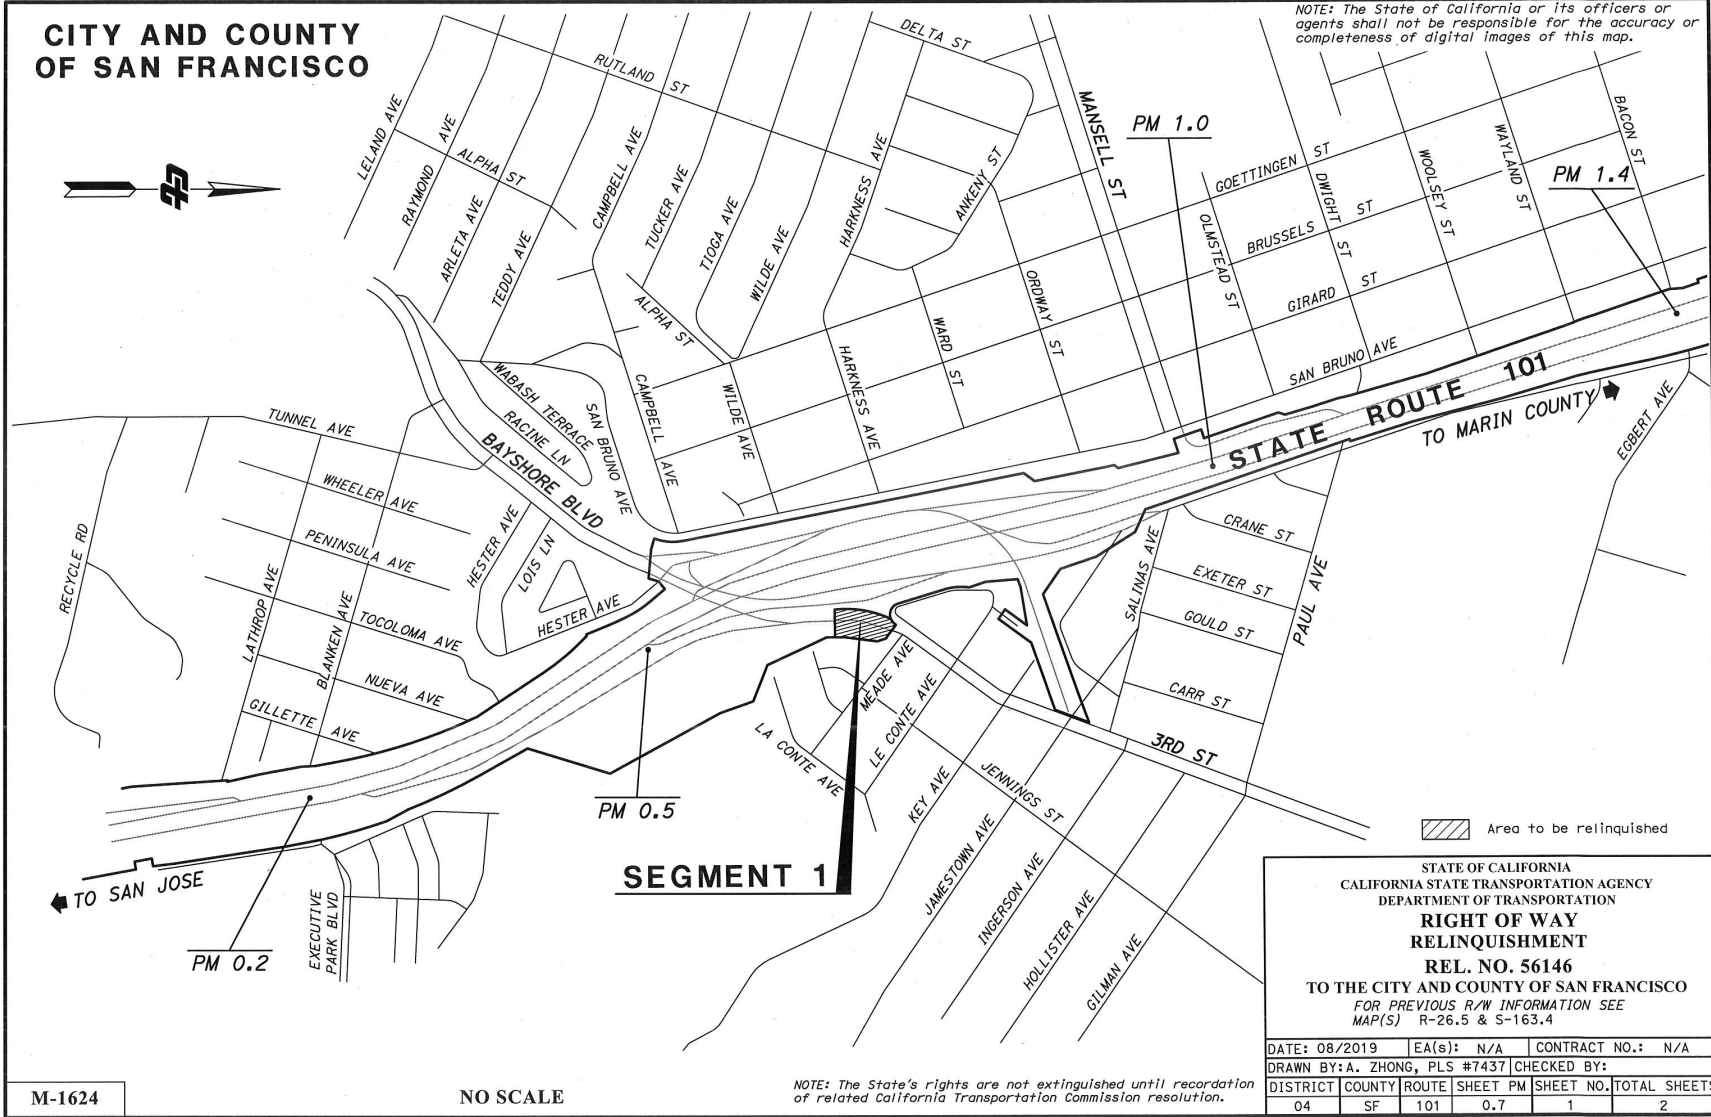 CITY AND COUNTY
OF SAN FRANCISCO
NOTE: The State of California or its officers or
agents shall not be responsible for the accuracy or
completeness of digital images of this map.
DELTA ST
RUTLAND ST
LELAND AVE
RAYMOND AVE
ALPHA ST
ARLETA AVE
TEDDY AVE
CAMPBELL AVE
TUCKER AVE
TIOGA AVE
WILDE AVE
HARKNESS AVE
ANKENY ST
MANSELL ST
PM 1.0
GOETTINGEN ST
OLMSTEAD ST
BRUSSELS ST
DWIGHT ST
WOOLSEY ST
WAYLAND ST
BACON ST
PM 1.4
GIRARD ST
ALPHA ST
ORDWAY ST
WARD ST
HARKNESS AVE
WILDE AVE
CAMPBELL AVE
SAN BRUNO AVE
WABASH TERRACE
RACINE LN
SAN BRUNO AVE
BAYSHORE BLVD
STATE ROUTE 101
TO MARIN COUNTY
EGBERT AVE
TUNNEL AVE
WHEELER AVE
PENINSULA AVE
RECYCLE RD
HESTER AVE
LOIS LN
HESTER AVE
LATHROP AVE
BLANKEN AVE
TOCOLOMA AVE
NUEVA AVE
GILLETTE AVE
CRANE ST
SALINAS AVE
EXETER ST
GOULD ST
PAUL AVE
CARR ST
3RD ST
MEADE AVE
LE CONTE AVE
LA CONTE AVE
KEY AVE
JENNINGS ST
JAMESTOWN AVE
INGERSON AVE
HOLLISTER AVE
GILMAN AVE
PM 0.5
SEGMENT 1
TO SAN JOSE
PM 0.2
EXECUTIVE
PARK BLVD
Area to be relinquished
STATE OF CALIFORNIA
CALIFORNIA STATE TRANSPORTATION AGENCY
DEPARTMENT OF TRANSPORTATION
RIGHT OF WAY
RELINQUISHMENT
REL. NO. 56146
TO THE CITY AND COUNTY OF SAN FRANCISCO
FOR PREVIOUS R/W INFORMATION SEE
MAP(S) R-26.5 & S-163.4
DATE: 08/2019 EA(s): N/A CONTRACT NO.: N/A
DRAWN BY: A. ZHONG, PLS #7437 CHECKED BY:
DISTRICT COUNTY ROUTE SHEET PM SHEET NO. TOTAL SHEETS
04 SF 101 0.7 1 2
M-1624
NO SCALE
NOTE: The State's rights are not extinguished until recordation
of related California Transportation Commission resolution.